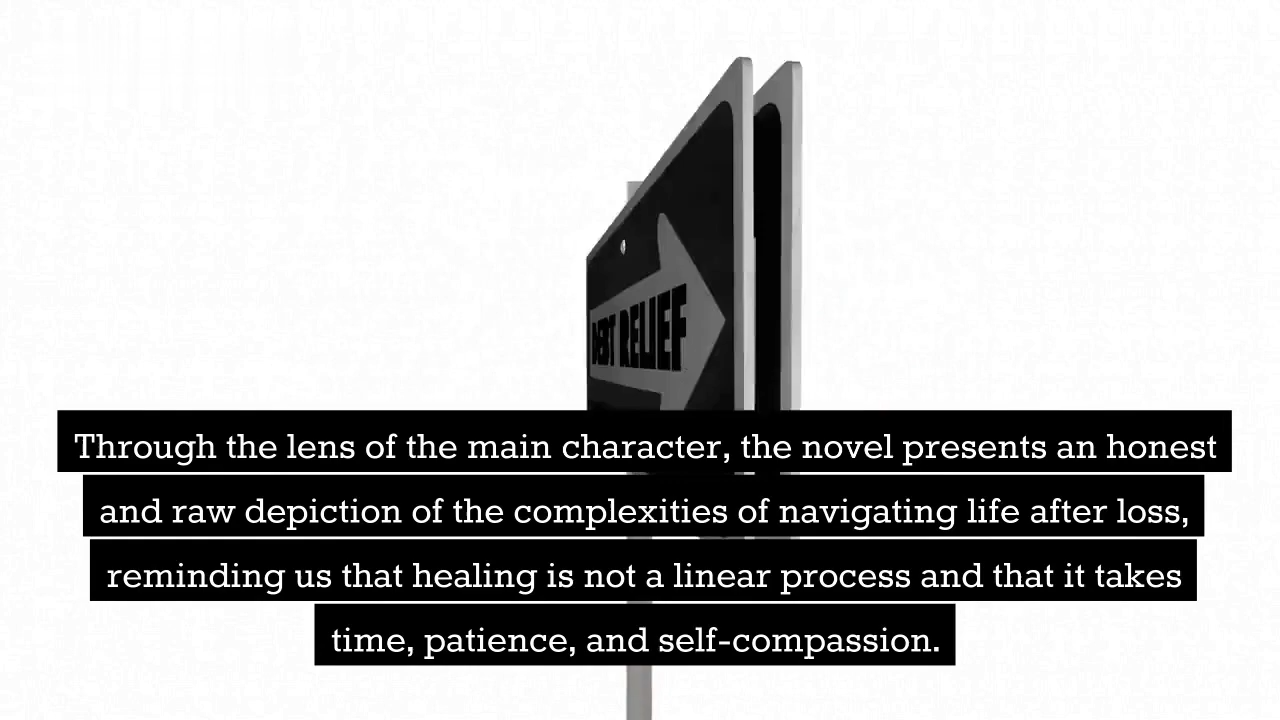 DEBT RELIEF
Through the lens of the main character, the novel presents an honest
and raw depiction of the complexities of navigating life after loss,
reminding us that healing is not a linear process and that it takes
time, patience, and self-compassion.